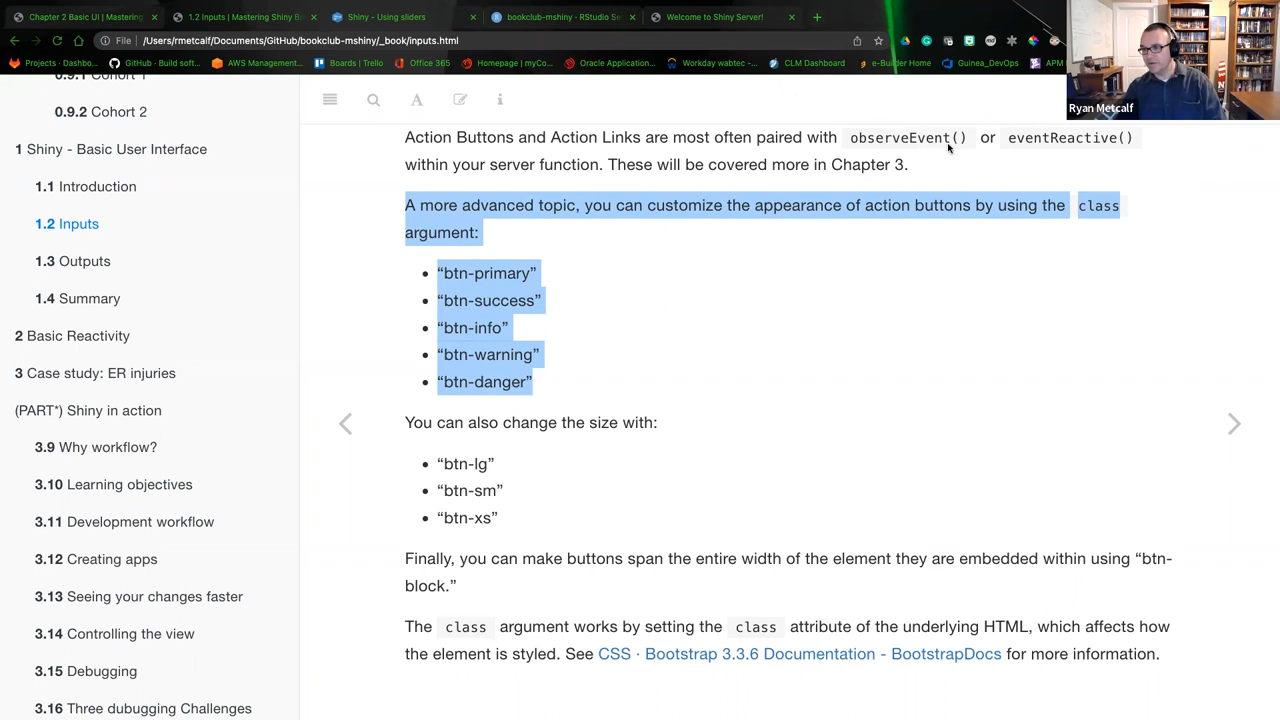 Chapter 2 Basic UI | Mastering
1.2 Inputs | Mastering Shiny B
Shiny - Using sliders
bookclub-mshiny · RStudio Se
Welcome to Shiny Server!
File /Users/rmetcalf/Documents/GitHub/bookclub-mshiny/_book/inputs.html
Projects · Dashbo...
GitHub · Build soft...
AWS Management...
Boards | Trello
Office 365
Homepage | myCo...
Oracle Application...
Workday wabtec -...
CLM Dashboard
e-Builder Home
Guinea_DevOps
APM
Ryan Metcalf
0.9.1 Cohort 1
0.9.2 Cohort 2
1 Shiny - Basic User Interface
1.1 Introduction
1.2 Inputs
1.3 Outputs
1.4 Summary
2 Basic Reactivity
3 Case study: ER injuries
(PART*) Shiny in action
3.9 Why workflow?
3.10 Learning objectives
3.11 Development workflow
3.12 Creating apps
3.13 Seeing your changes faster
3.14 Controlling the view
3.15 Debugging
3.16 Three dubugging Challenges
Action Buttons and Action Links are most often paired with observeEvent() or eventReactive()
within your server function. These will be covered more in Chapter 3.
A more advanced topic, you can customize the appearance of action buttons by using the class
argument:
• “btn-primary”
• “btn-success”
• “btn-info”
• “btn-warning”
• “btn-danger”
You can also change the size with:
• “btn-lg”
• “btn-sm”
• “btn-xs”
Finally, you can make buttons span the entire width of the element they are embedded within using “btn-
block.”
The class argument works by setting the class attribute of the underlying HTML, which affects how
the element is styled. See CSS · Bootstrap 3.3.6 Documentation - BootstrapDocs for more information.